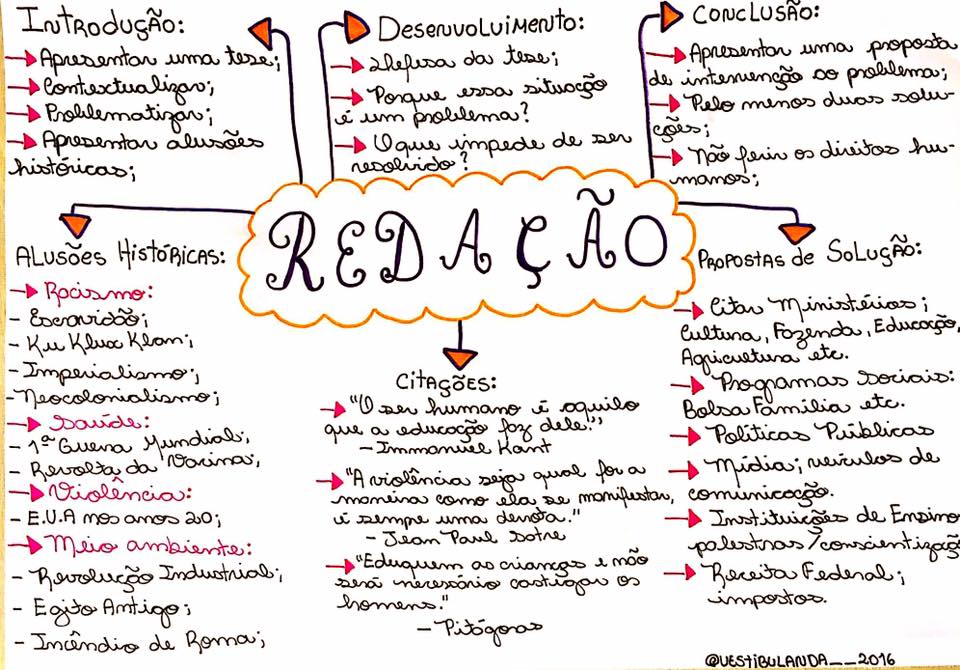 Introdução:
Apresentar uma tese;
Contextualizar;
Problematizar;
Apresentar alusões
históricas;
Desenvolvimento:
Defesa da tese;
Porque essa situação
é um problema?
O que impede de ser
resolvido?
Conclusão:
Apresentar uma proposta
de intervenção ao problema;
Pelo menos duas solu-
ções;
Não ferir os direitos hu-
manos;
REDAÇÃO
Alusões Históricas:
Racismo:
- Escravidão;
- Ku Klux Klan;
- Imperialismo;
- Neocolonialismo;
Saúde:
- 1ª Guerra Mundial;
- Revolta da Vacina;
Violência:
- E.U.A nos anos 20;
Meio ambiente:
- Revolução Industrial;
- Egito Antigo;
- Incêndio de Roma;
Citações:
"O ser humano é aquilo
que a educação faz dele."
- Immanuel Kant
"A violência seja qual for a
maneira como ela se manifestar,
é sempre uma derrota."
- Jean Paul Sotre
"Eduquem as crianças e não
será necessário castigar os
homens."
- Pitágoras
Propostas de Solução:
Citar Ministérios;
Cultura, Fazenda, Educação,
Agricultura etc.
Programas Sociais:
Bolsa Família etc.
Políticas Públicas
Mídia; veículos de
comunicação.
Instituições de Ensino
palestras/conscientizaçã
Receita Federal;
impostos.
@VESTIBULANDA__2016